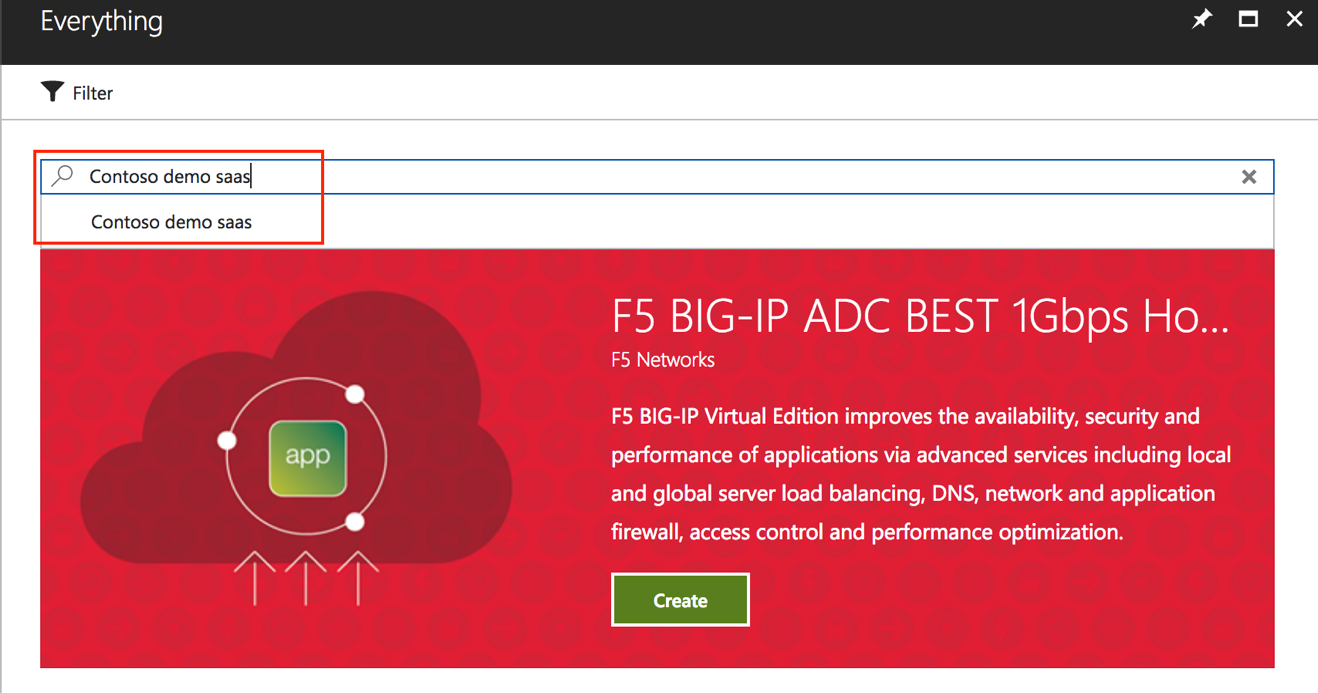 Everything
Filter
Contoso demo saas
Contoso demo saas
F5 BIG-IP ADC BEST 1Gbps Ho...
F5 Networks
F5 BIG-IP Virtual Edition improves the availability, security and
performance of applications via advanced services including local
and global server load balancing, DNS, network and application
firewall, access control and performance optimization.
app
Create